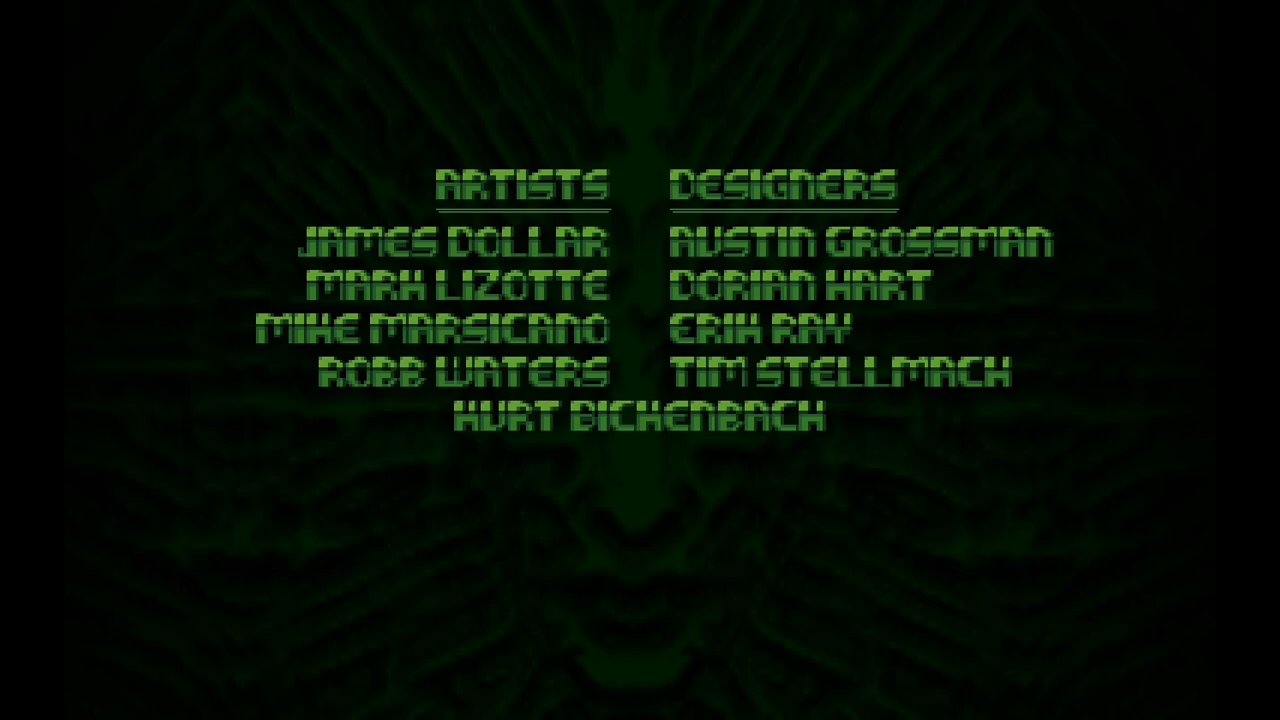 ARTISTS DESIGNERS
JAMES DOLLAR AUSTIN GROSSMAN
MARK LIZOTTE DORIAN HART
MIKE MARSICANO ERIK RAY
ROBB WATERS TIM STELLMACH
KURT BICKENBACH